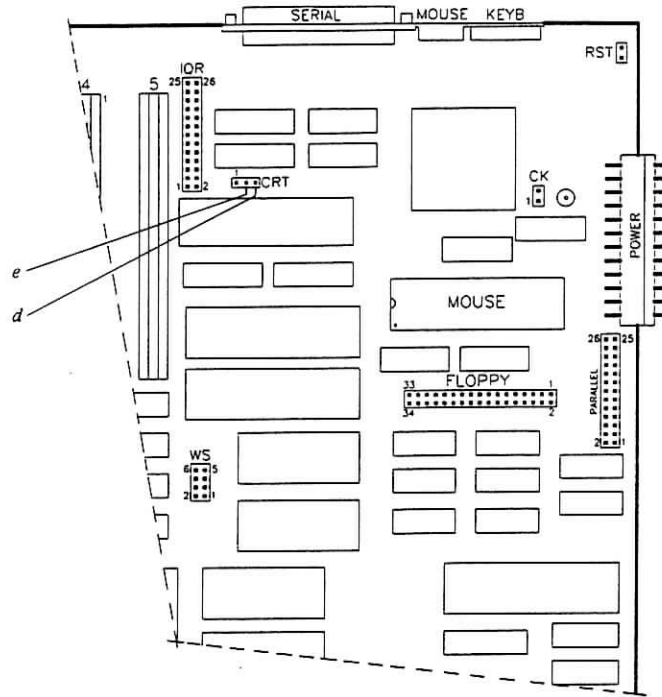 SERIAL MOUSE KEYB
RST
IOR
4 5 25 26
1
1 CRT
1 2
CK
1
POWER
e
d
MOUSE
26 25
33 FLOPPY 1
34 2
PARALLEL
2 1
WS
6 5
2 1